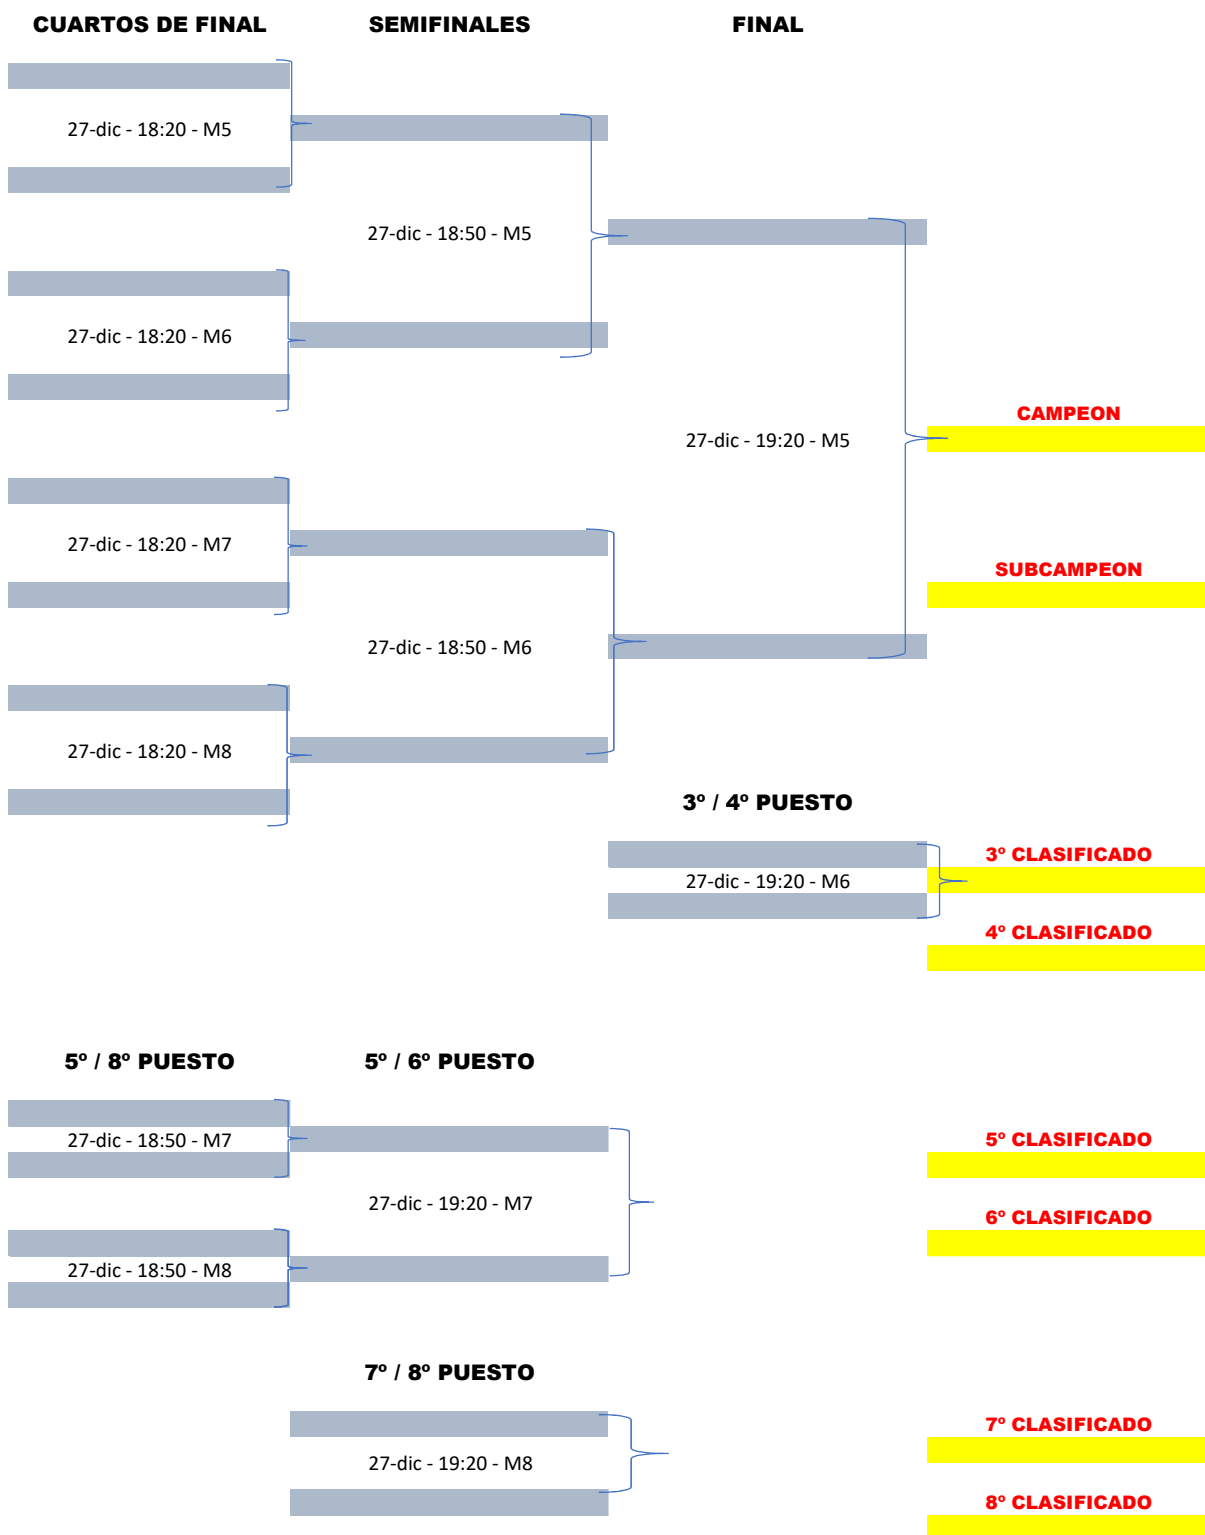 CUARTOS DE FINAL
SEMIFINALES
FINAL
27-dic - 18:20 - M5
27-dic - 18:50 - M5
27-dic - 18:20 - M6
CAMPEON
27-dic - 19:20 - M5
27-dic - 18:20 - M7
SUBCAMPEON
27-dic - 18:50 - M6
27-dic - 18:20 - M8
3º / 4º PUESTO
3º CLASIFICADO
27-dic - 19:20 - M6
4º CLASIFICADO
5º / 8º PUESTO
5º / 6º PUESTO
27-dic - 18:50 - M7
5º CLASIFICADO
27-dic - 19:20 - M7
6º CLASIFICADO
27-dic - 18:50 - M8
7º / 8º PUESTO
7º CLASIFICADO
27-dic - 19:20 - M8
8º CLASIFICADO